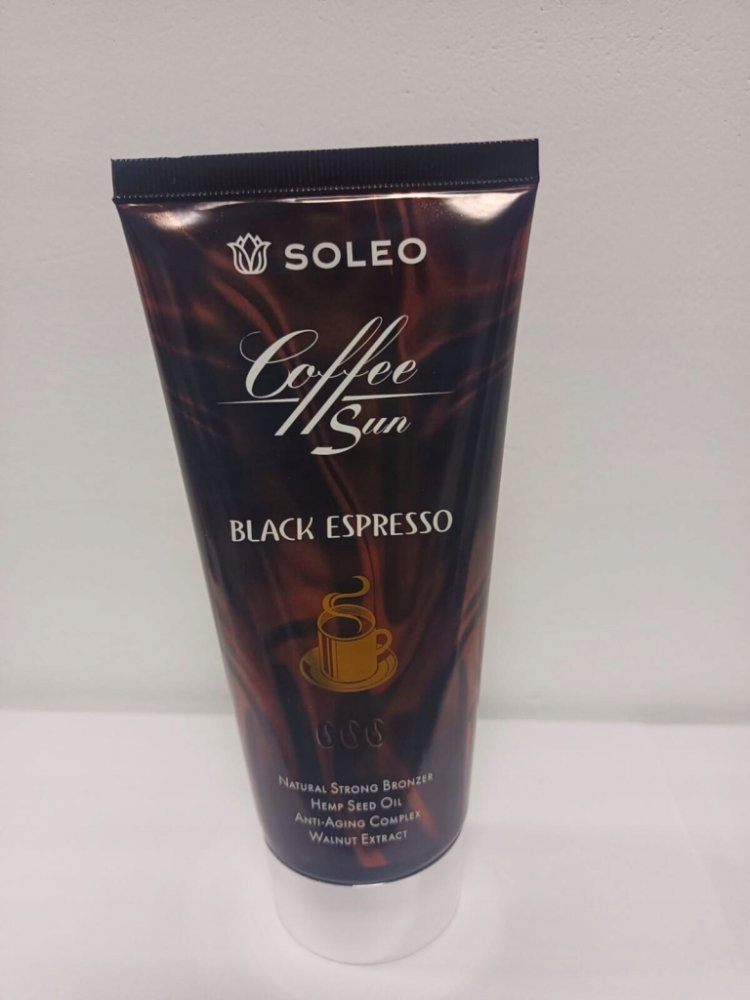 SOLEO
Coffee
Sun
BLACK ESPRESSO
NATURAL STRONG BRONZER
HEMP SEED OIL
ANTI-AGING COMPLEX
WALNUT EXTRACT